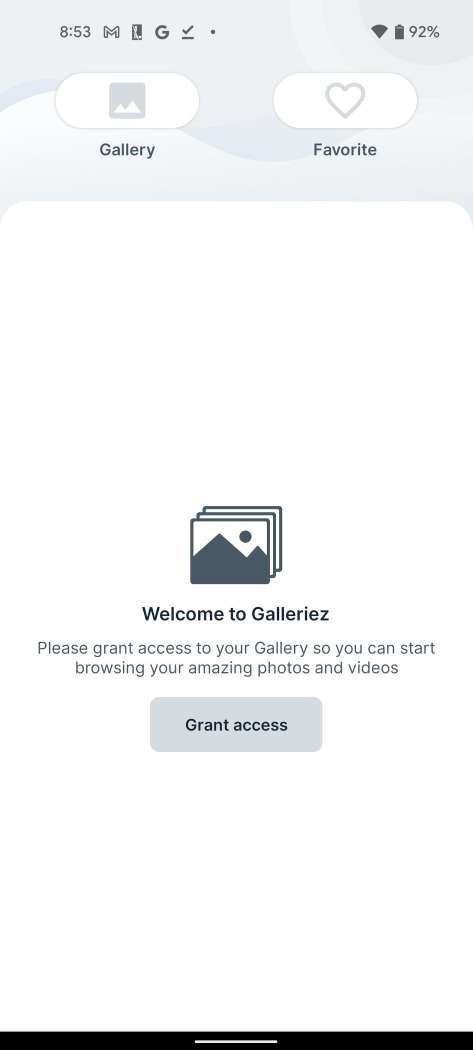 8:53
92%
Gallery
Favorite
Welcome to Galleriez
Please grant access to your Gallery so you can start
browsing your amazing photos and videos
Grant access